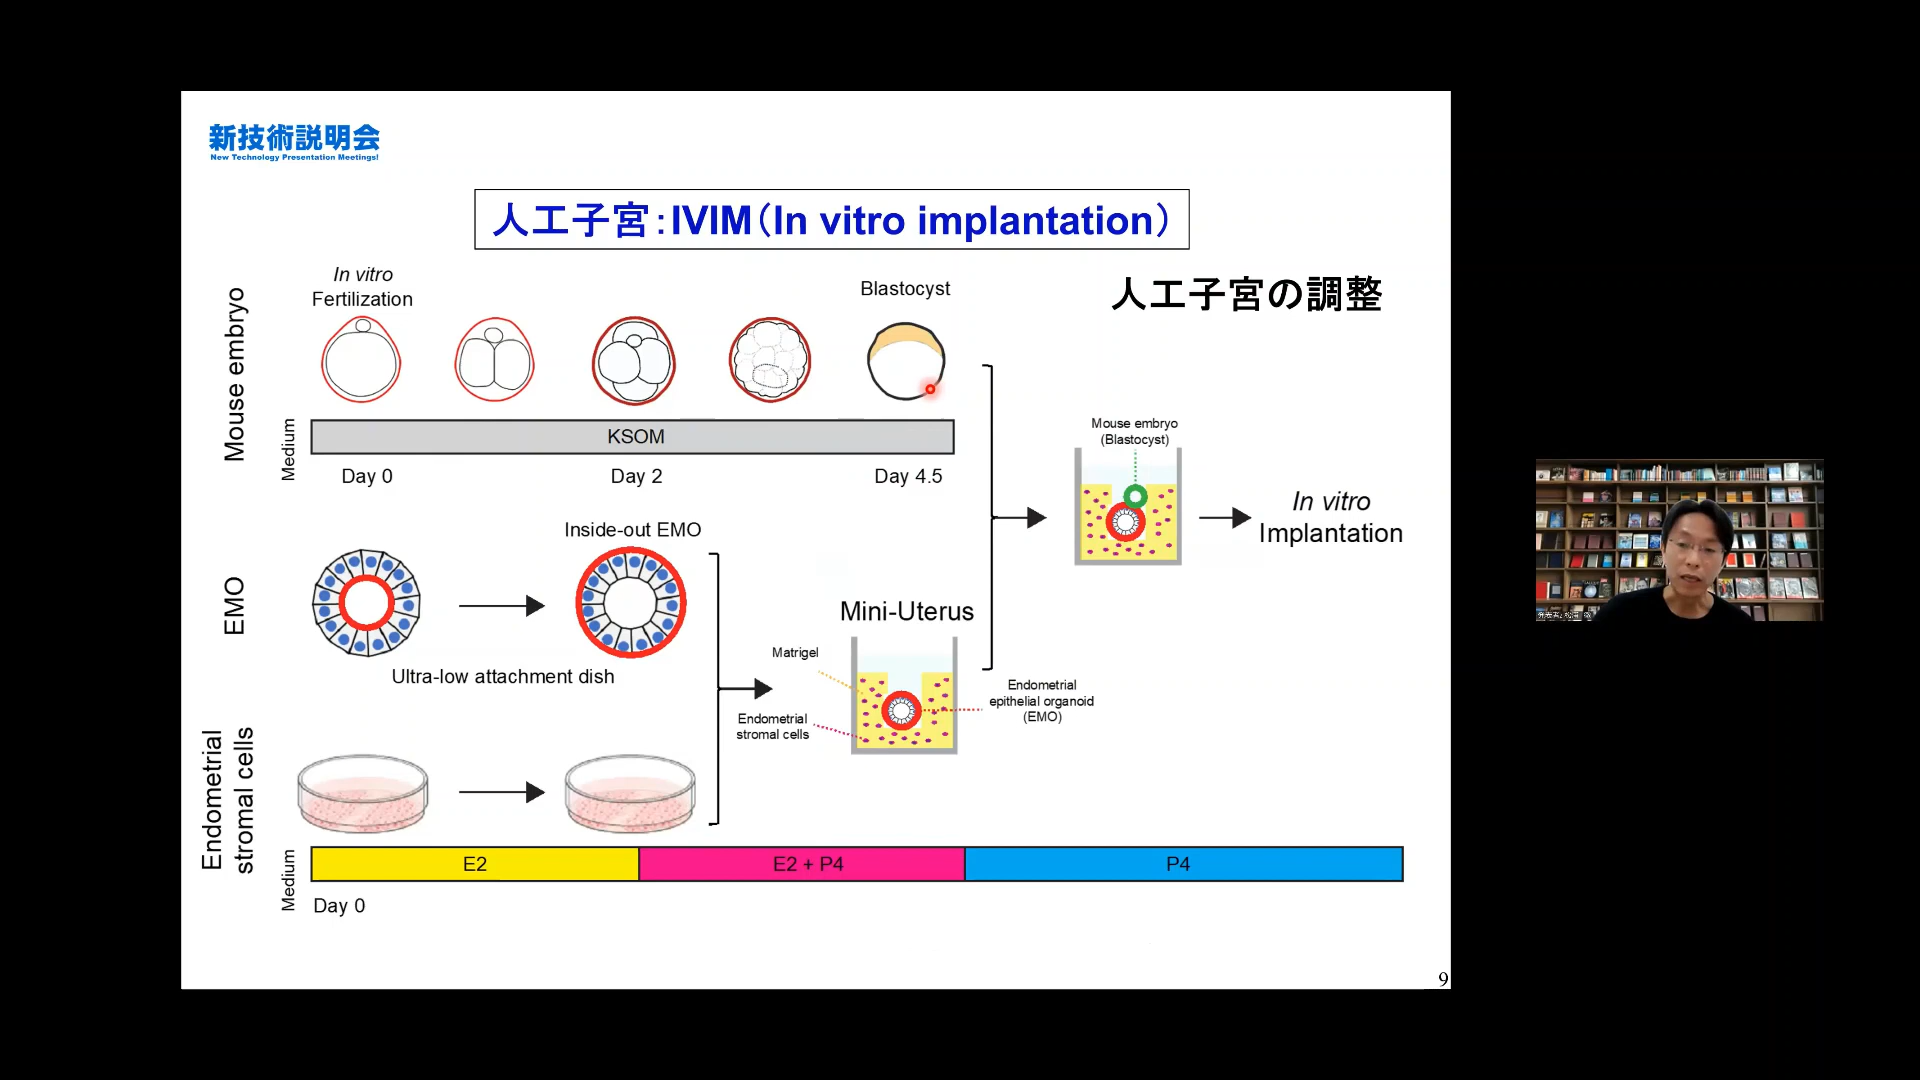 新技術説明会
New Technology Presentation Meetings!
人工子宮：IVIM（In vitro implantation）
人工子宮の調整
Mouse embryo
In vitro
Fertilization
Blastocyst
Medium
KSOM
Day 0
Day 2
Day 4.5
Mouse embryo
(Blastocyst)
In vitro
Implantation
EMO
Inside-out EMO
Ultra-low attachment dish
Mini-Uterus
Matrigel
Endometrial
stromal cells
Endometrial
epithelial organoid
(EMO)
Endometrial
stromal cells
Medium
E2
E2 + P4
P4
Day 0
9